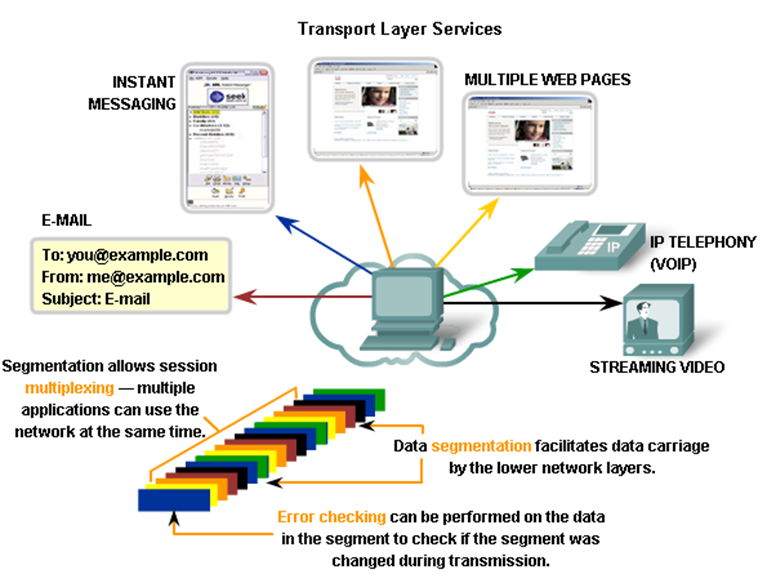 Transport Layer Services
INSTANT
MESSAGING
seek
MULTIPLE WEB PAGES
E-MAIL
To: you@example.com
From: me@example.com
Subject: E-mail
IP
IP TELEPHONY
(VOIP)
STREAMING VIDEO
Segmentation allows session
multiplexing — multiple
applications can use the
network at the same time.
Data segmentation facilitates data carriage
by the lower network layers.
Error checking can be performed on the data
in the segment to check if the segment was
changed during transmission.